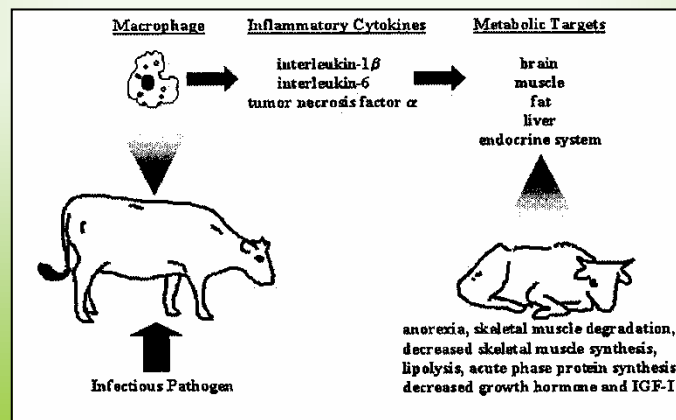 Macrophage
Inflammatory Cytokines
Metabolic Targets
interleukin-1β
interleukin-6
tumor necrosis factor α
brain
muscle
fat
liver
endocrine system
Infectious Pathogen
anorexia, skeletal muscle degradation,
decreased skeletal muscle synthesis,
lipolysis, acute phase protein synthesis
decreased growth hormone and IGF-I